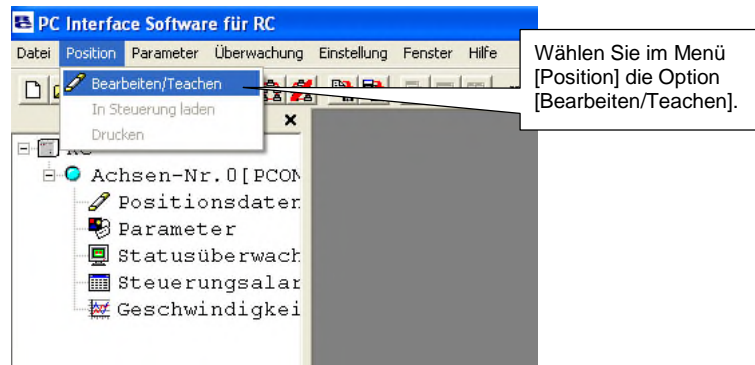 PC Interface Software für RC
Datei Position Parameter Überwachung Einstellung Fenster Hilfe
Wählen Sie im Menü
[Position] die Option
[Bearbeiten/Teachen].
Bearbeiten/Teachen
In Steuerung laden
Drucken
RC
Achsen-Nr.0[PCON
Positionsdaten
Parameter
Statusüberwach
Steuerungsalar
Geschwindigkei